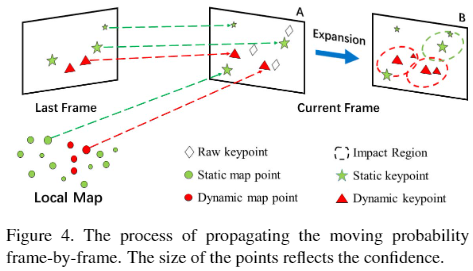 A
B
Expansion
Last Frame
Current Frame
Local Map
Raw keypoint
Impact Region
Static map point
Static keypoint
Dynamic map point
Dynamic keypoint
Figure 4. The process of propagating the moving probability
frame-by-frame. The size of the points reflects the confidence.